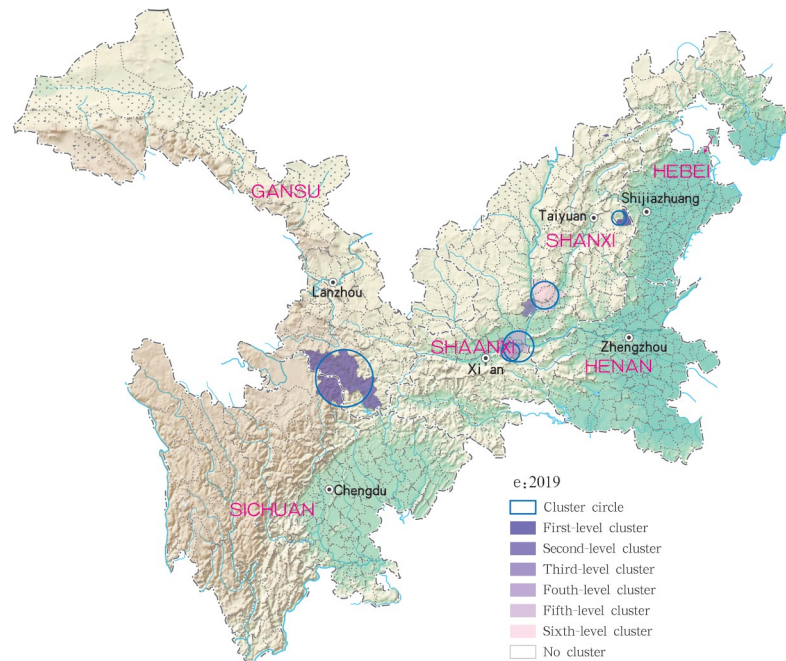 GANSU
HEBEI
Shijiazhuang
Taiyuan
SHANXI
Lanzhou
SHAANXI
Xi an
Zhengzhou
HENAN
Chengdu
SICHUAN
e:2019
Cluster circle
First-level cluster
Second-level cluster
Third-level cluster
Fouth-level cluster
Fifth-level cluster
Sixth-level cluster
No cluster